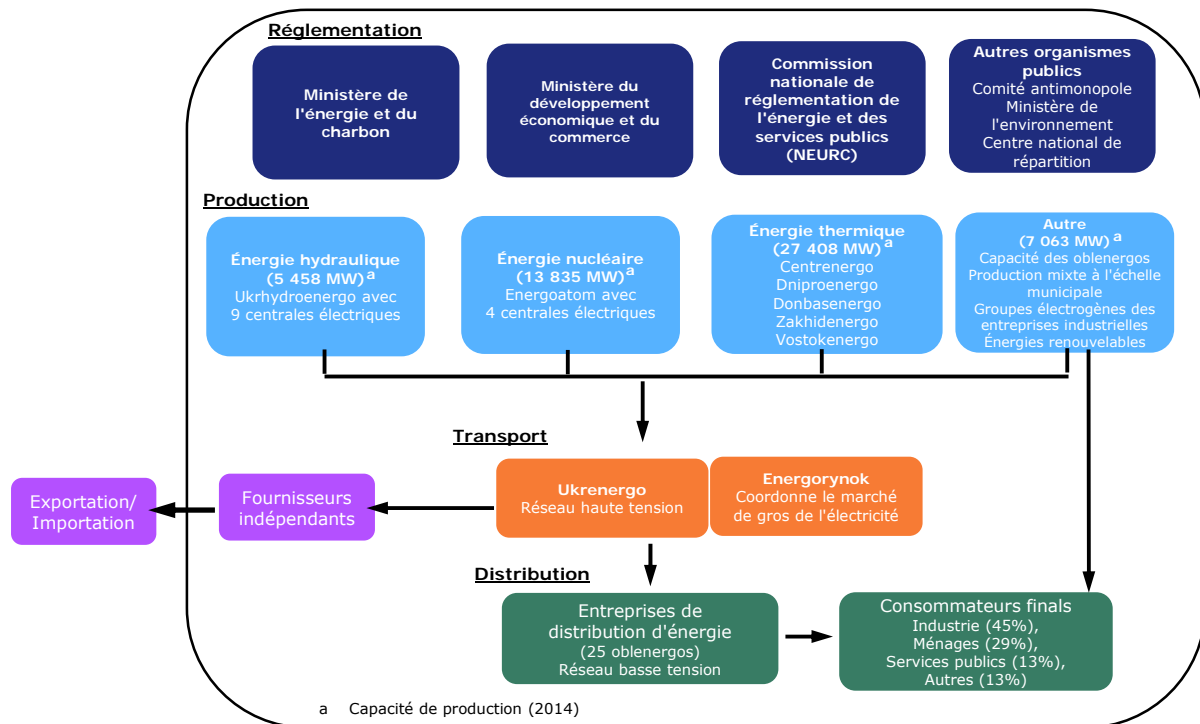 Réglementation
Ministère de
l'énergie et du
charbon
Ministère du
développement
économique et du
commerce
Commission
nationale de
réglementation de
l'énergie et des
services publics
(NEURC)
Autres organismes
publics
Comité antimonopole
Ministère de
l'environnement
Centre national de
répartition
Production
Énergie hydraulique
(5 458 MW)a
Ukrhydroenergo avec
9 centrales électriques
Énergie nucléaire
(13 835 MW)a
Energoatom avec
4 centrales électriques
Énergie thermique
(27 408 MW)a
Centrenergo
Dniproenergo
Donbasenergo
Zakhidenergo
Vostokenergo
Autre
(7 063 MW)a
Capacité des oblenergos
Production mixte à l'échelle
municipale
Groupes électrogènes des
entreprises industrielles
Énergies renouvelables
Transport
Exportation/
Importation
Fournisseurs
indépendants
Ukrenergo
Réseau haute tension
Energorynok
Coordonne le marché
de gros de l'électricité
Distribution
Entreprises de
distribution d'énergie
(25 oblenergos)
Réseau basse tension
Consommateurs finals
Industrie (45%),
Ménages (29%),
Services publics (13%),
Autres (13%)
a Capacité de production (2014)